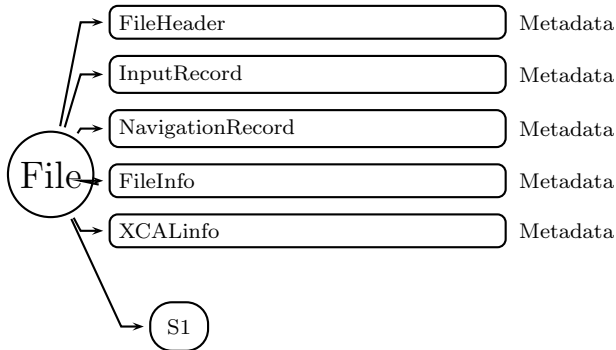 FileHeader Metadata
InputRecord Metadata
NavigationRecord Metadata
File
FileInfo Metadata
XCALinfo Metadata
S1